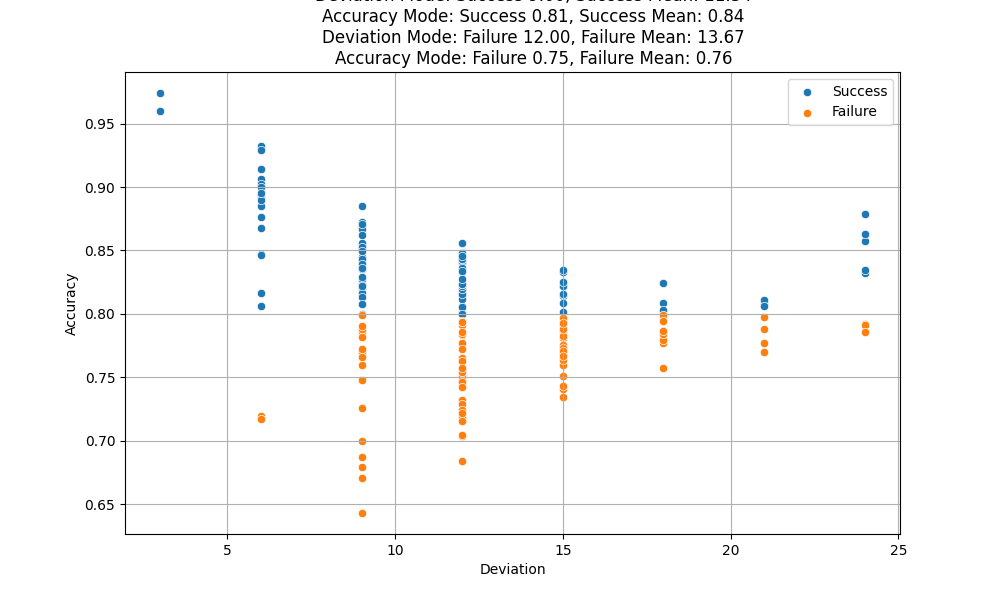 Accuracy Mode: Success 0.81, Success Mean: 0.84
Deviation Mode: Failure 12.00, Failure Mean: 13.67
Accuracy Mode: Failure 0.75, Failure Mean: 0.76
Success
Failure
0.95
0.90
0.85
0.80
0.75
0.70
0.65
Accuracy
5
10
15
20
25
Deviation